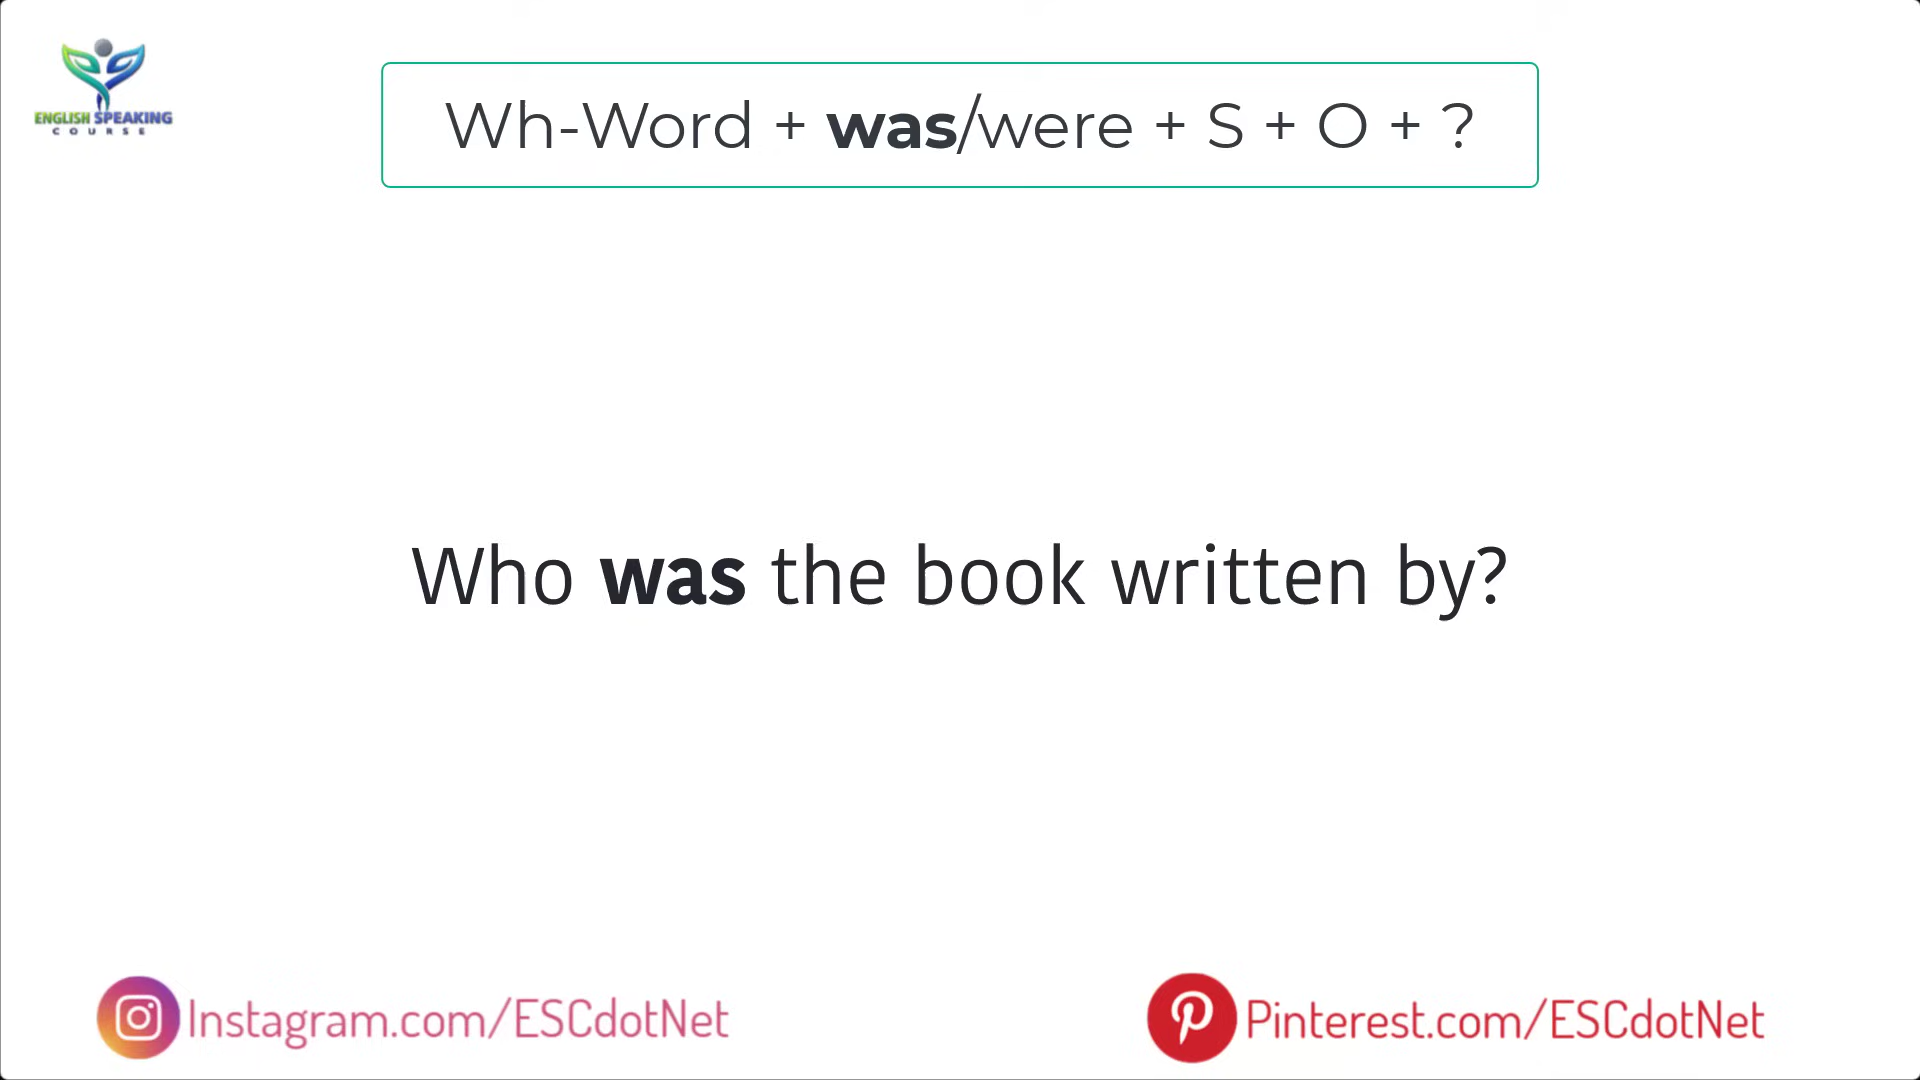 ENGLISH SPEAKING
COURSE
Wh-Word + was/were + S + O + ?
Who was the book written by?
Instagram.com/ESCdotNet
Pinterest.com/ESCdotNet